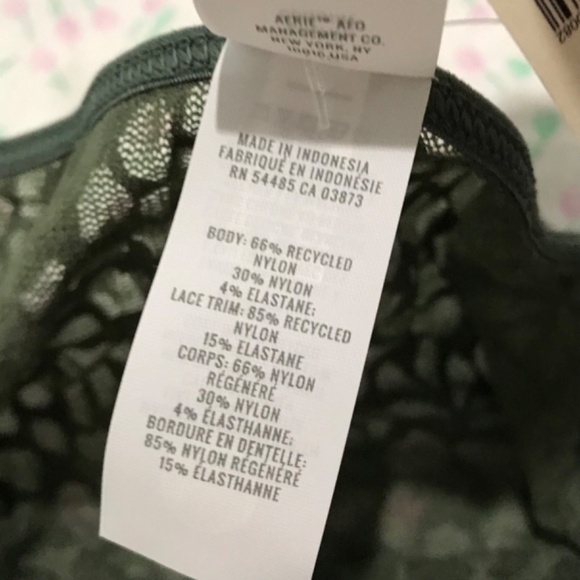 AERIE™ AEO
MANAGEMENT CO.
NEW YORK, NY
USA
MADE IN INDONESIA
FABRIQUÉ EN INDONÉSIE
RN 54485 CA 03873
BODY: 66% RECYCLED
NYLON
30% NYLON
4% ELASTANE;
LACE TRIM: 85% RECYCLED
NYLON
15% ELASTANE
CORPS: 66% NYLON
RÉGÉNÉRÉ
30% NYLON
4% ÉLASTHANNE;
BORDURE EN DENTELLE:
85% NYLON RÉGÉNÉRÉ
15% ÉLASTHANNE